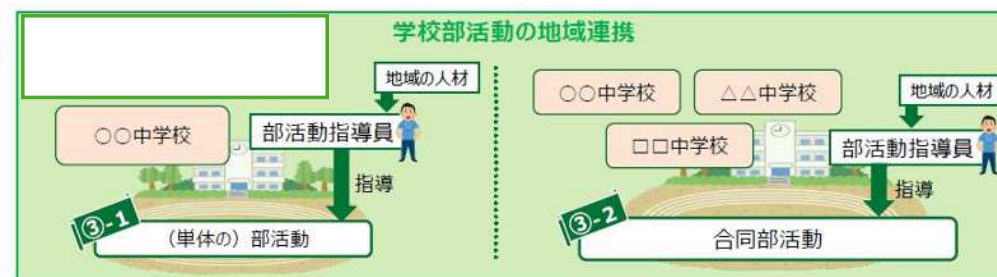 学校部活動の地域連携
地域の人材
○○中学校
部活動指導員
指導
③-1
(単体の) 部活動
○○中学校
△△中学校
地域の人材
□□中学校
部活動指導員
指導
③-2
合同部活動